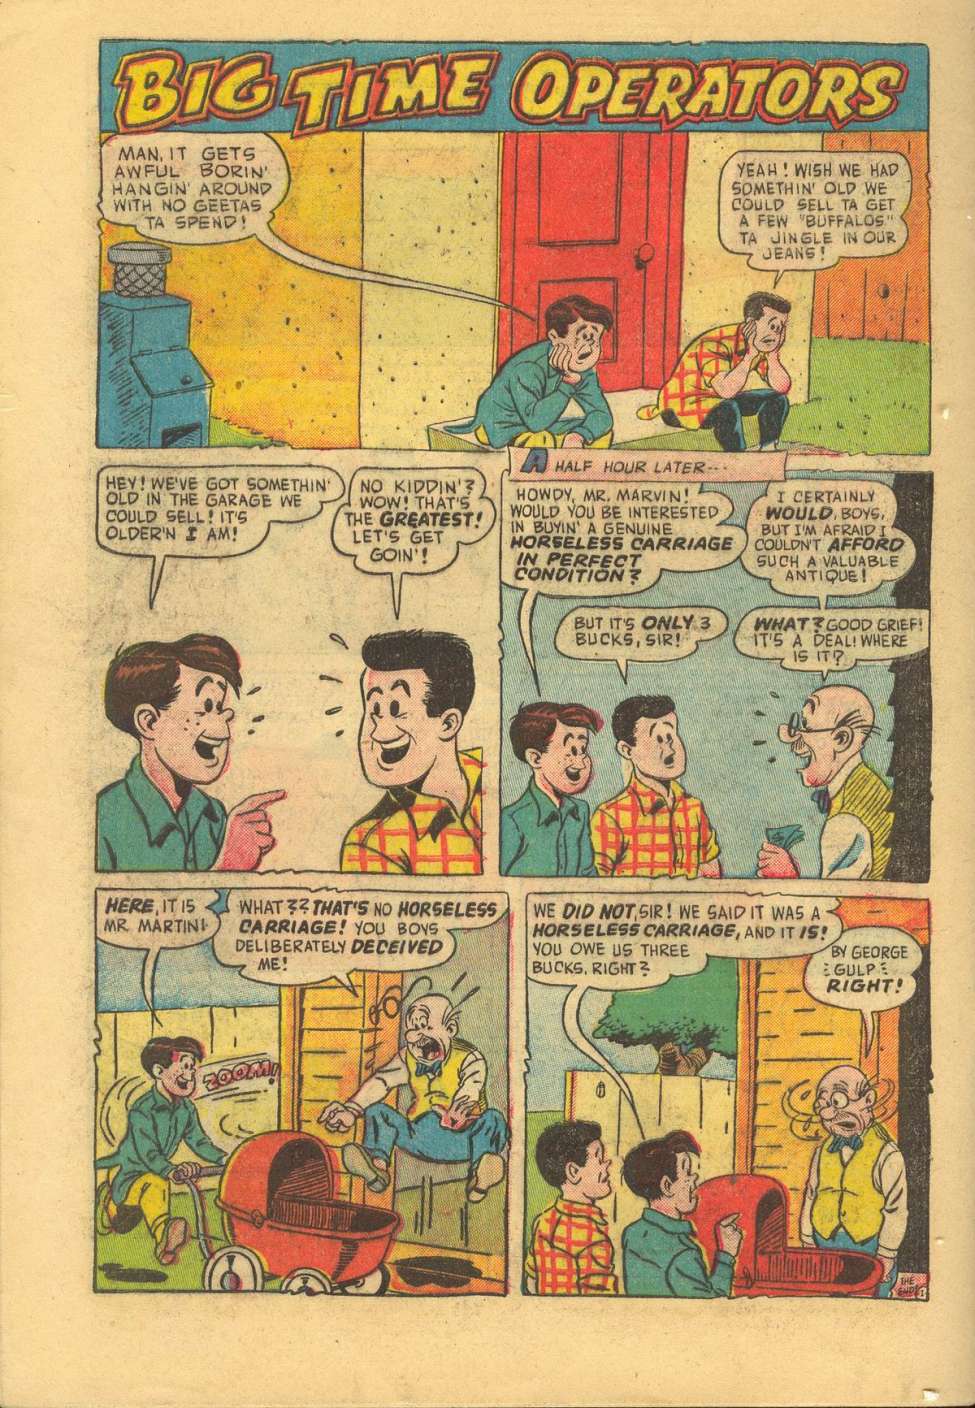 BIG TIME OPERATORS
MAN, IT GETS
AWFUL BORIN'
HANGIN' AROUND
WITH NO GEETAS
TA SPEND!
YEAH! WISH WE HAD
SOMETHIN' OLD WE
COULD SELL TA GET
A FEW "BUFFALOS"
TA JINGLE IN OUR
JEANS!
HEY! WE'VE GOT SOMETHIN'
OLD IN THE GARAGE WE
COULD SELL! IT'S
OLDER'N I AM!
NO KIDDIN'?
WOW! THAT'S
THE GREATEST!
LET'S GET
GOIN'!
A HALF HOUR LATER---
HOWDY, MR. MARVIN!
WOULD YOU BE INTERESTED
IN BUYIN' A GENUINE
HORSELESS CARRIAGE
IN PERFECT
CONDITION?
I CERTAINLY
WOULD, BOYS,
BUT I'M AFRAID I
COULDN'T AFFORD
SUCH A VALUABLE
ANTIQUE!
BUT IT'S ONLY 3
BUCKS, SIR!
WHAT? GOOD GRIEF!
IT'S A DEAL! WHERE
IS IT?
HERE, IT IS
MR. MARTIN!
WHAT?? THAT'S NO HORSELESS
CARRIAGE! YOU BOYS
DELIBERATELY DECEIVED
ME!
ZOOM!
WE DID NOT, SIR! WE SAID IT WAS A
HORSELESS CARRIAGE, AND IT IS!
YOU OWE US THREE
BUCKS, RIGHT?
BY GEORGE
GULP
RIGHT!
THE
END!